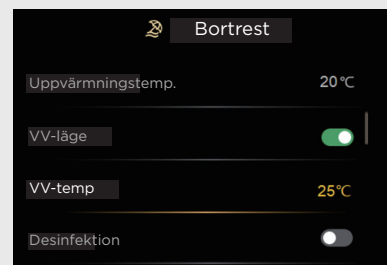 Bortrest
Uppvärmningstemp. 20℃
VV-läge
VV-temp 25℃
Desinfektion